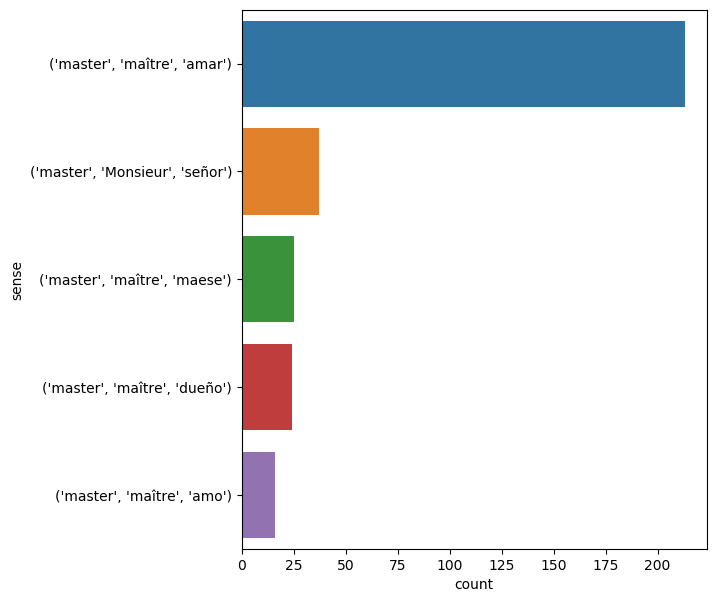 ('master', 'maître', 'amar')
('master', 'Monsieur', 'señor')
('master', 'maître', 'maese')
('master', 'maître', 'dueño')
('master', 'maître', 'amo')
sense
0 25 50 75 100 125 150 175 200
count